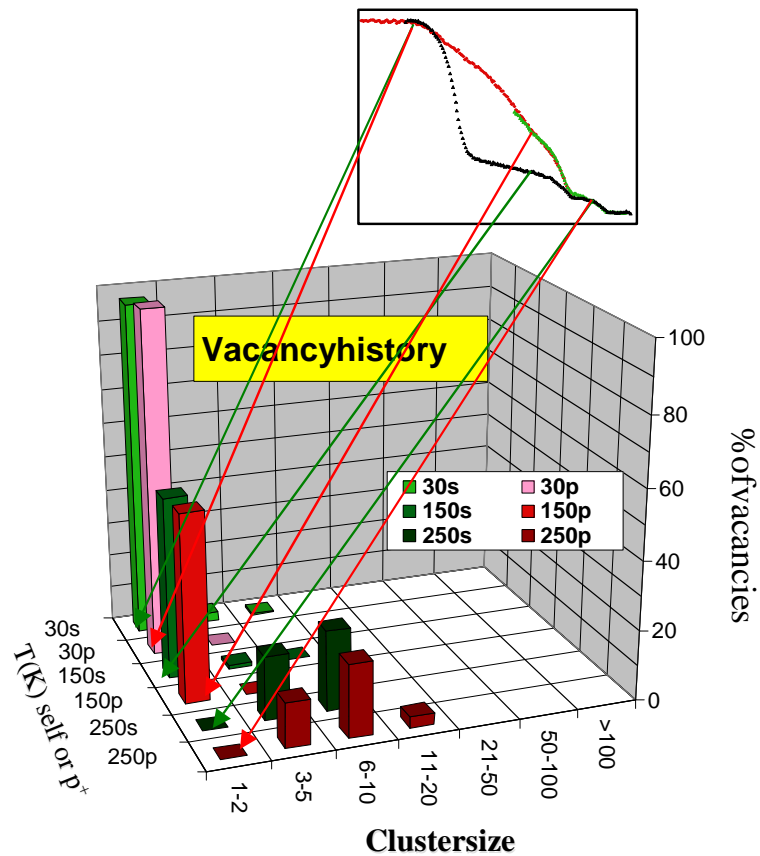 Vacancyhistory
100
80
60
40
20
0
%ofvacancies
30s 30p
150s 150p
250s 250p
30s
30p
150s
150p
250s
250p
T(K) self or p+
1-2
3-5
6-10
11-20
21-50
50-100
>100
Clustersize